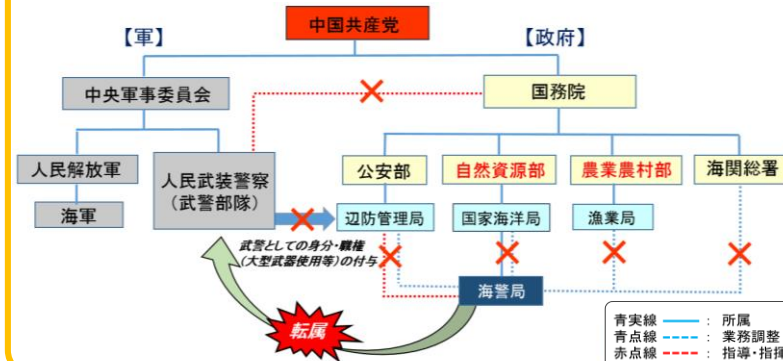 中国共産党
【軍】
【政府】
中央軍事委員会
国務院
人民解放軍
人民武装警察
(武警部隊)
公安部
自然資源部
農業農村部
海関総署
海軍
辺防管理局
国家海洋局
漁業局
武警としての身分・職権
(大型武器使用等)の付与
海警局
転属
青実線 : 所属
青点線 : 業務調整
赤点線 : 指導・指揮